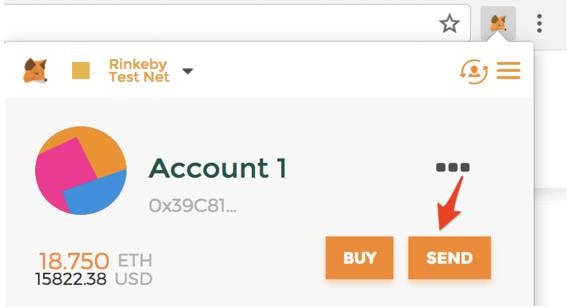 Rinkeby
Test Net
Account 1
0x39C81...
18.750 ETH
15822.38 USD
BUY
SEND